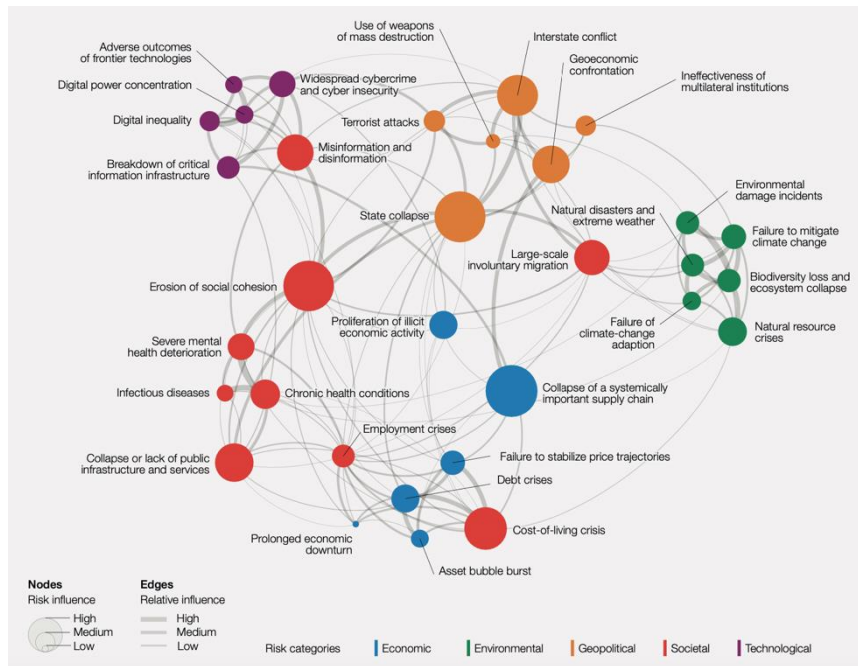 Use of weapons
of mass destruction
Interstate conflict
Adverse outcomes
of frontier technologies
Geoeconomic
confrontation
Digital power concentration
Widespread cybercrime
and cyber insecurity
Ineffectiveness of
multilateral institutions
Digital inequality
Terrorist attacks
Misinformation and
disinformation
Breakdown of critical
information infrastructure
Environmental
damage incidents
State collapse
Natural disasters and
extreme weather
Failure to mitigate
climate change
Large-scale
involuntary migration
Erosion of social cohesion
Biodiversity loss and
ecosystem collapse
Proliferation of illicit
economic activity
Failure of
climate-change
adaption
Natural resource
crises
Severe mental
health deterioration
Infectious diseases
Chronic health conditions
Collapse of a systemically
important supply chain
Employment crises
Collapse or lack of public
infrastructure and services
Failure to stabilize price trajectories
Debt crises
Prolonged economic
downturn
Cost-of-living crisis
Asset bubble burst
Nodes
Risk influence
High
Medium
Low
Edges
Relative influence
High
Medium
Low
Risk categories
Economic
Environmental
Geopolitical
Societal
Technological